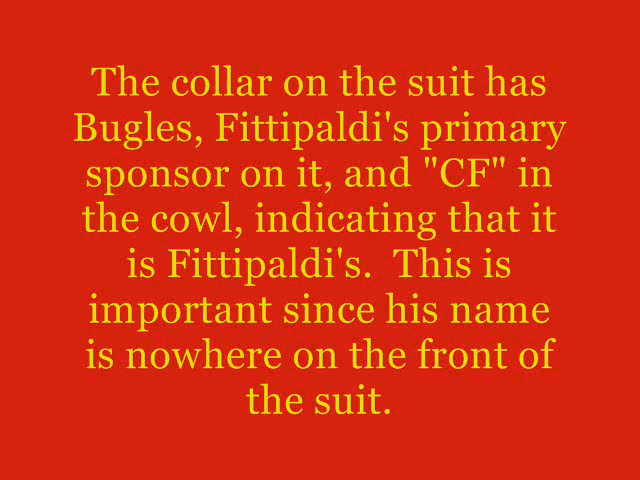 The collar on the suit has
Bugles, Fittipaldi's primary
sponsor on it, and "CF" in
the cowl, indicating that it
is Fittipaldi's.  This is
important since his name
is nowhere on the front of
the suit.